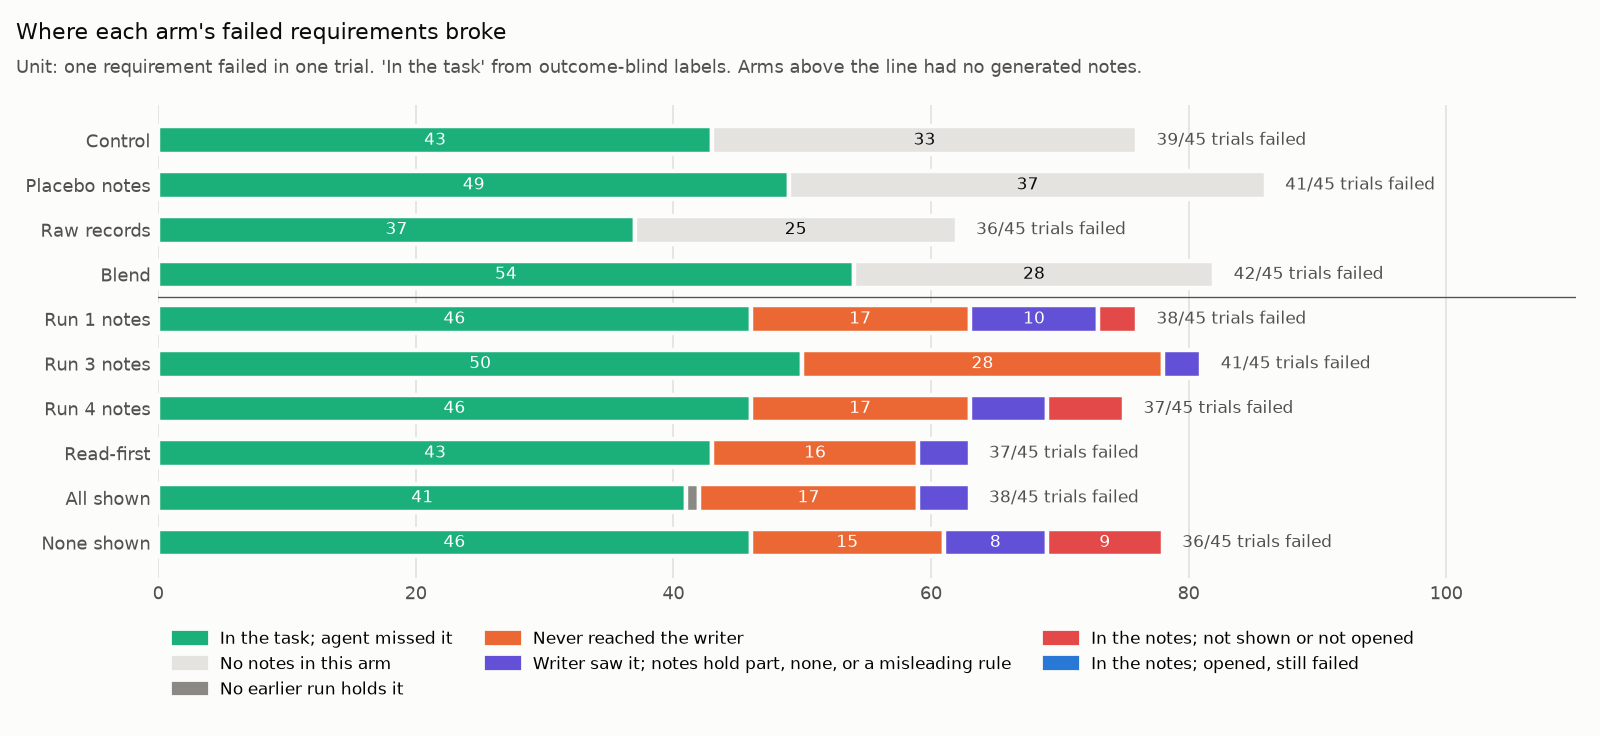 Where each arm's failed requirements broke
Unit: one requirement failed in one trial. 'In the task' from outcome-blind labels. Arms above the line had no generated notes.
Control 43 33 39/45 trials failed
Placebo notes 49 37 41/45 trials failed
Raw records 37 25 36/45 trials failed
Blend 54 28 42/45 trials failed
Run 1 notes 46 17 10 38/45 trials failed
Run 3 notes 50 28 41/45 trials failed
Run 4 notes 46 17 37/45 trials failed
Read-first 43 16 37/45 trials failed
All shown 41 17 38/45 trials failed
None shown 46 15 8 9 36/45 trials failed
0 20 40 60 80 100
In the task; agent missed it
No notes in this arm
No earlier run holds it
Never reached the writer
Writer saw it; notes hold part, none, or a misleading rule
In the notes; not shown or not opened
In the notes; opened, still failed